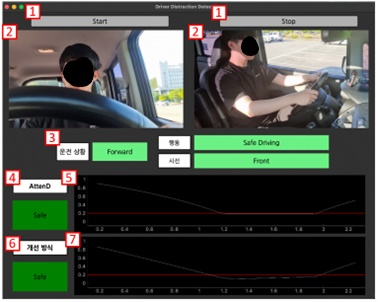 Driver Distraction Detec
1
1
Start
Stop
2
2
3
운전 상황
Forward
행동
Safe Driving
시선
Front
4
5
AttenD
Safe
1
0.8
0.6
0.4
0.2
0
0.2 0.4 0.6 0.8 1.0 1.2 1.4 1.6 1.8 2.0 2.2
6
7
개선 방식
Safe
1
0.8
0.6
0.4
0.2
0
0.2 0.4 0.6 0.8 1.0 1.2 1.4 1.6 1.8 2.0 2.2